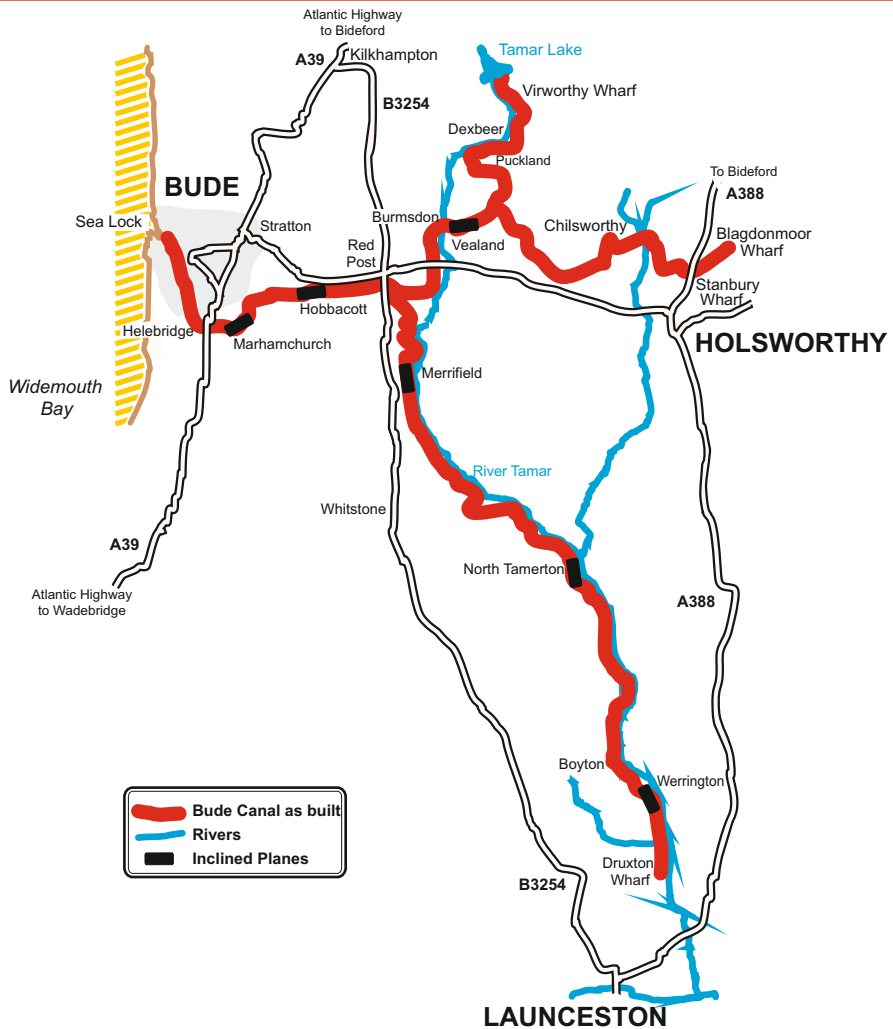 Atlantic Highway
to Bideford
A39
Kilkhampton
B3254
Tamar Lake
Virworthy Wharf
Dexbeer
Puckland
To Bideford
A388
BUDE
Sea Lock
Stratton
Burmsdon
Vealand
Chilsworthy
Blagdonmoor
Wharf
Red
Post
Stanbury
Wharf
Hobbacott
Helebridge
Marhamchurch
HOLSWORTHY
Merrifield
Widemouth
Bay
River Tamar
Whitstone
A39
North Tamerton
Atlantic Highway
to Wadebridge
A388
Boyton
Werrington
Bude Canal as built
Rivers
Inclined Planes
Druxton
Wharf
B3254
LAUNCESTON